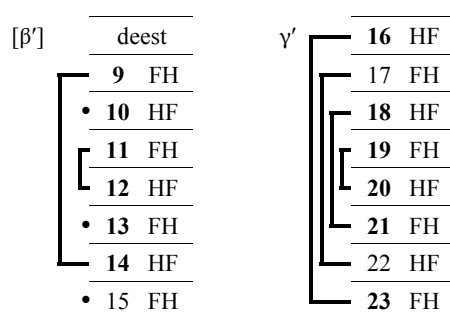 [β′] deest
9 FH
• 10 HF
11 FH
12 HF
• 13 FH
14 HF
• 15 FH
γ′ 16 HF
17 FH
18 HF
19 FH
20 HF
21 FH
22 HF
23 FH